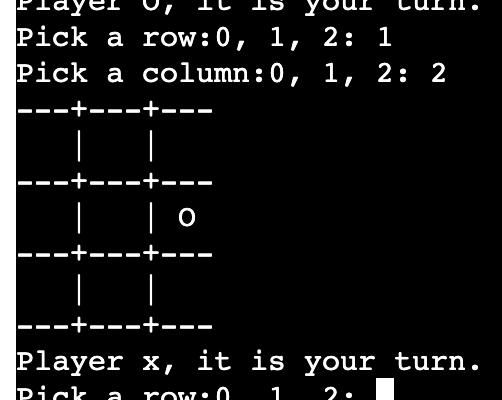 Player O, it is your turn.
Pick a row:0, 1, 2: 1
Pick a column:0, 1, 2: 2
---+---+---
   |   |
---+---+---
   |   | O
---+---+---
   |   |
---+---+---
Player x, it is your turn.
Pick a row:0, 1, 2: